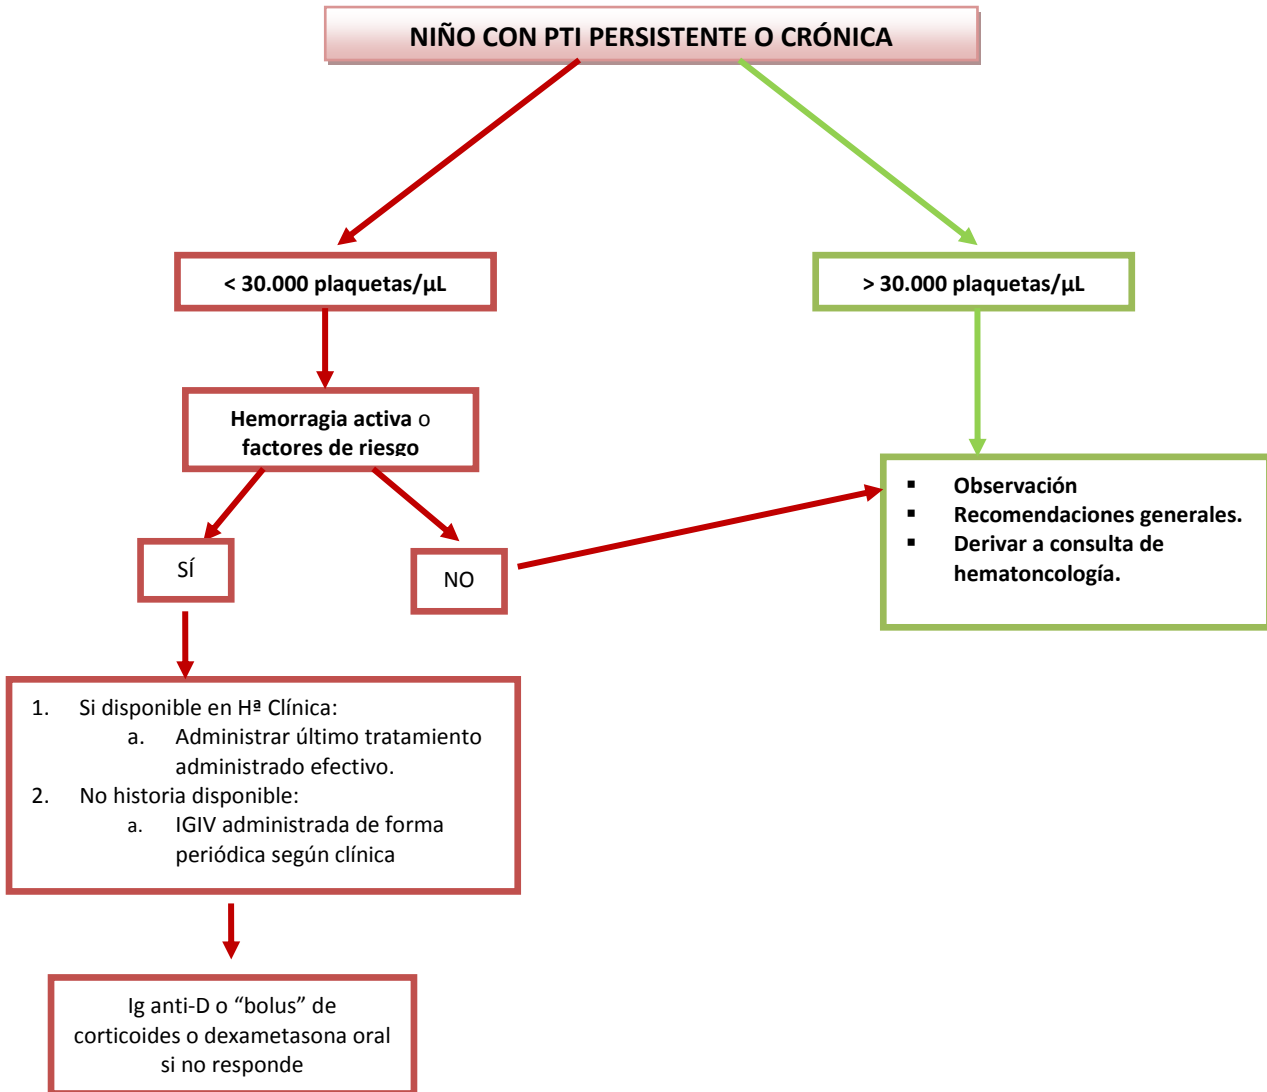 NIÑO CON PTI PERSISTENTE O CRÓNICA
< 30.000 plaquetas/µL
> 30.000 plaquetas/µL
Hemorragia activa o
factores de riesgo
SÍ
NO
▪ Observación
▪ Recomendaciones generales.
▪ Derivar a consulta de
hematoncología.
1. Si disponible en Hª Clínica:
a. Administrar último tratamiento
administrado efectivo.
2. No historia disponible:
a. IGIV administrada de forma
periódica según clínica
Ig anti-D o “bolus” de
corticoides o dexametasona oral
si no responde